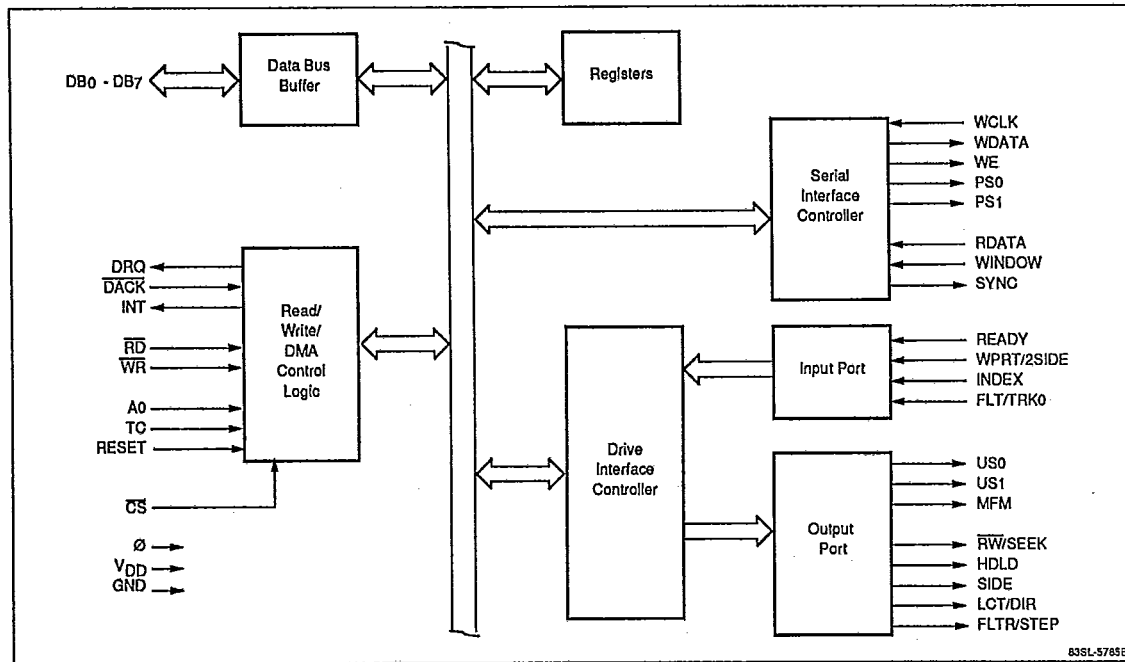 DB0 - DB7
Data Bus
Buffer
Registers
WCLK
WDATA
WE
PS0
PS1
RDATA
WINDOW
SYNC
Serial
Interface
Controller
DRQ
DACK
INT
RD
WR
A0
TC
RESET
CS
Read/
Write/
DMA
Control
Logic
Ø
VDD
GND
Drive
Interface
Controller
Input Port
READY
WPRT/2SIDE
INDEX
FLT/TRK0
Output
Port
US0
US1
MFM
RW/SEEK
HDLD
SIDE
LCT/DIR
FLTR/STEP
83SL-5785B